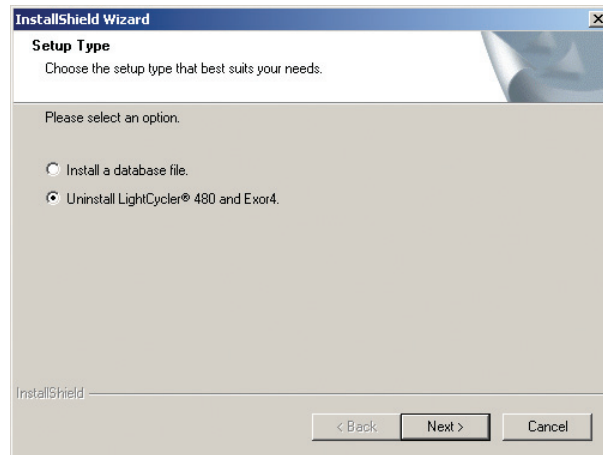 InstallShield Wizard
Setup Type
Choose the setup type that best suits your needs.
Please select an option.
Install a database file.
Uninstall LightCycler® 480 and Exor4.
InstallShield
< Back Next > Cancel